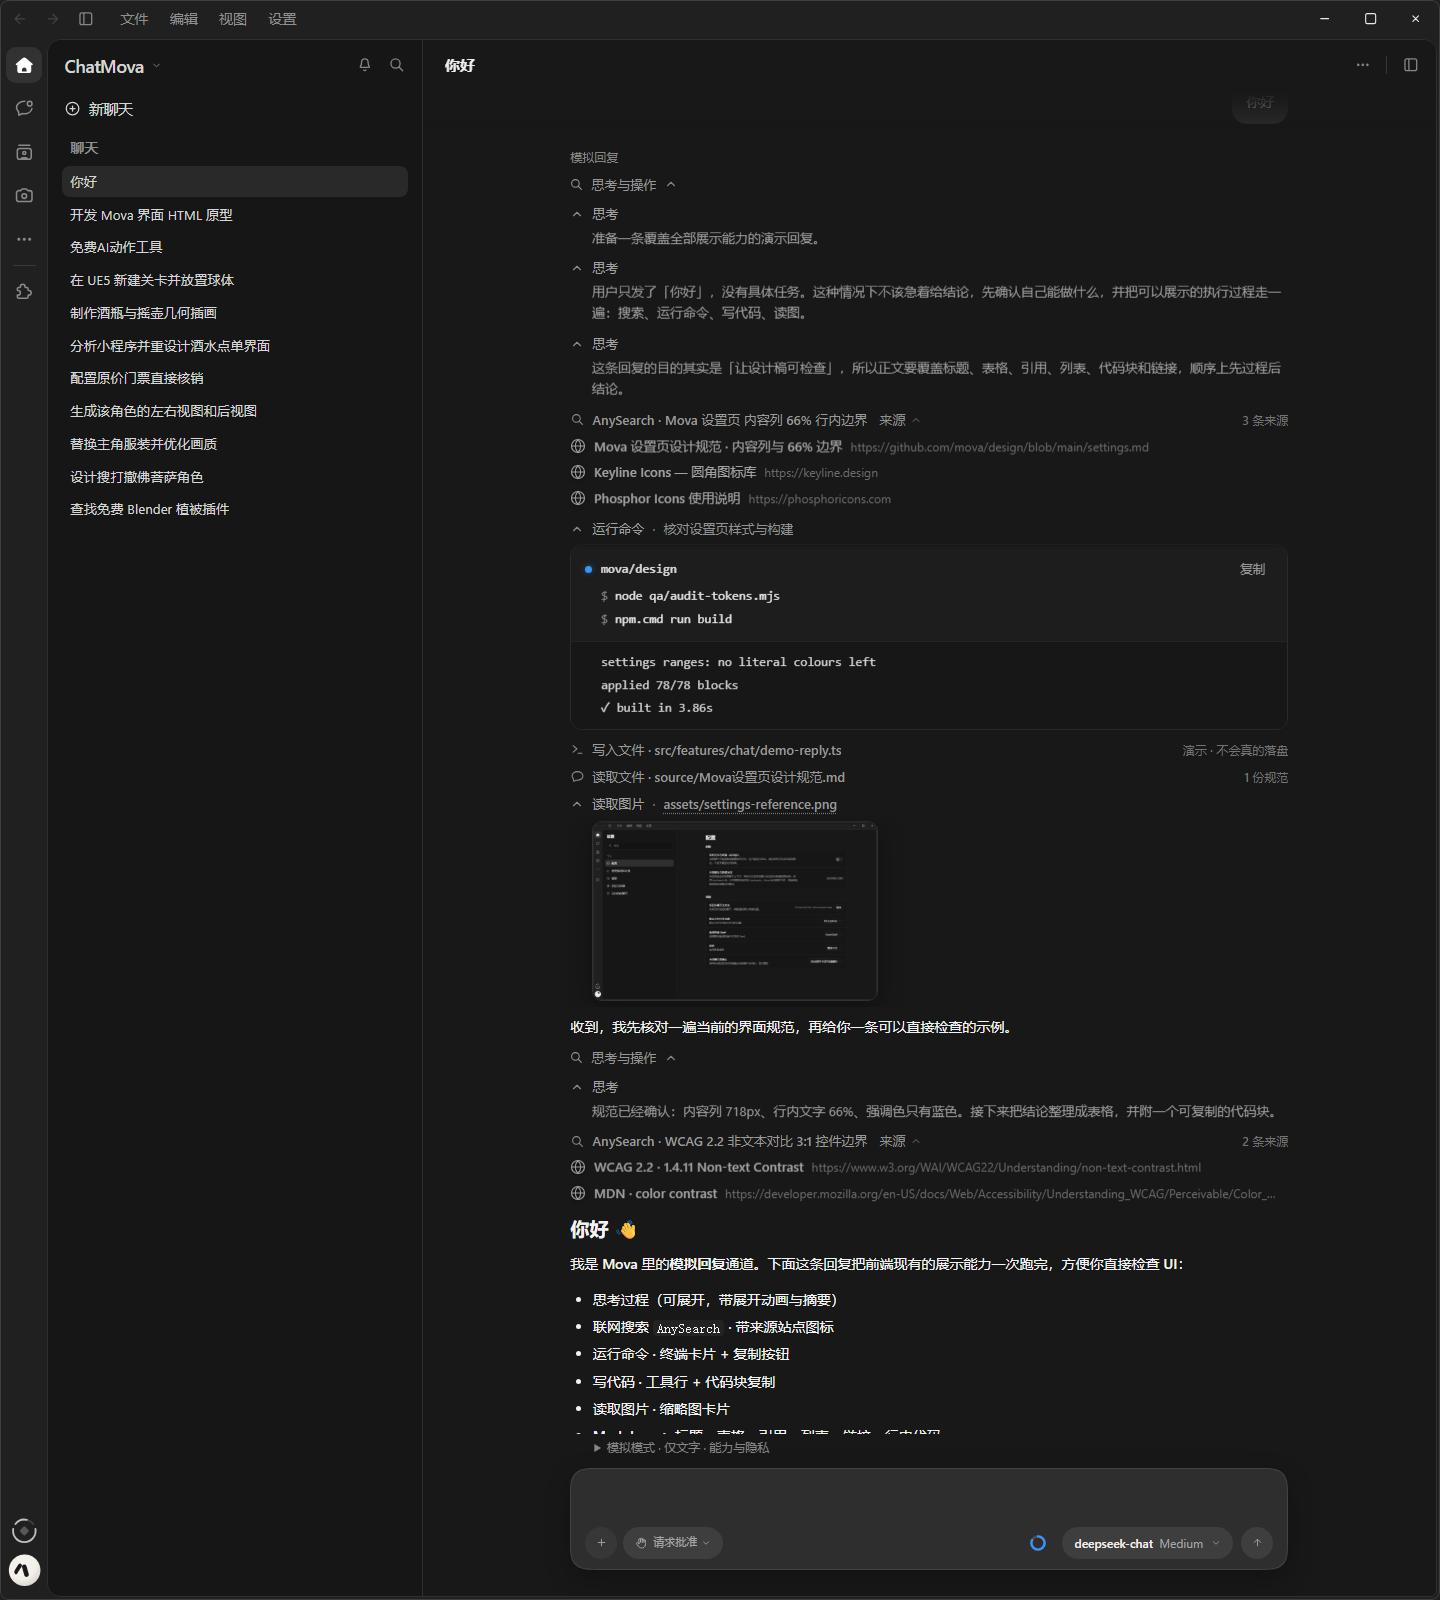 文件 编辑 视图 设置
ChatMova
新聊天
聊天
你好
开发 Mova 界面 HTML 原型
免费AI动作工具
在 UE5 新建关卡并放置球体
制作酒瓶与摇壶几何插画
分析小程序并重设计酒水点单界面
配置原价门票直接核销
生成该角色的左右视图和后视图
替换主角服装并优化画质
设计搜打撤佛菩萨角色
查找免费 Blender 植被插件
你好
你好
模拟回复
思考与操作
思考
准备一条覆盖全部展示能力的演示回复。
思考
用户只发了「你好」，没有具体任务。这种情况下不该急着给结论，先确认自己能做什么，并把可以展示的执行过程走一
遍：搜索、运行命令、写代码、读图。
思考
这条回复的目的其实是「让设计稿可检查」，所以正文要覆盖标题、表格、引用、列表、代码块和链接，顺序上先过程后
结论。
AnySearch · Mova 设置页 内容列 66% 行内边界 来源 3 条来源
Mova 设置页设计规范 · 内容列与 66% 边界 https://github.com/mova/design/blob/main/settings.md
Keyline Icons — 圆角图标库 https://keyline.design
Phosphor Icons 使用说明 https://phosphoricons.com
运行命令 · 核对设置页样式与构建
mova/design 复制
$ node qa/audit-tokens.mjs
$ npm.cmd run build
settings ranges: no literal colours left
applied 78/78 blocks
✓ built in 3.86s
写入文件 · src/features/chat/demo-reply.ts 演示 · 不会真的落盘
读取文件 · source/Mova设置页设计规范.md 1 份规范
读取图片 · assets/settings-reference.png
收到，我先核对一遍当前的界面规范，再给你一条可以直接检查的示例。
思考与操作
思考
规范已经确认：内容列 718px、行内文字 66%、强调色只有蓝色。接下来把结论整理成表格，并附一个可复制的代码块。
AnySearch · WCAG 2.2 非文本对比 3:1 控件边界 来源 2 条来源
WCAG 2.2 · 1.4.11 Non-text Contrast https://www.w3.org/WAI/WCAG22/Understanding/non-text-contrast.html
MDN · color contrast https://developer.mozilla.org/en-US/docs/Web/Accessibility/Understanding_WCAG/Perceivable/Color_...
你好 👋
我是 Mova 里的模拟回复通道。下面这条回复把前端现有的展示能力一次跑完，方便你直接检查 UI：
• 思考过程（可展开，带展开动画与摘要）
• 联网搜索 AnySearch · 带来源站点图标
• 运行命令 · 终端卡片 + 复制按钮
• 写代码 · 工具行 + 代码块复制
• 读取图片 · 缩略图卡片
模拟模式 · 仅文字 · 能力与隐私
请求批准 deepseek-chat Medium